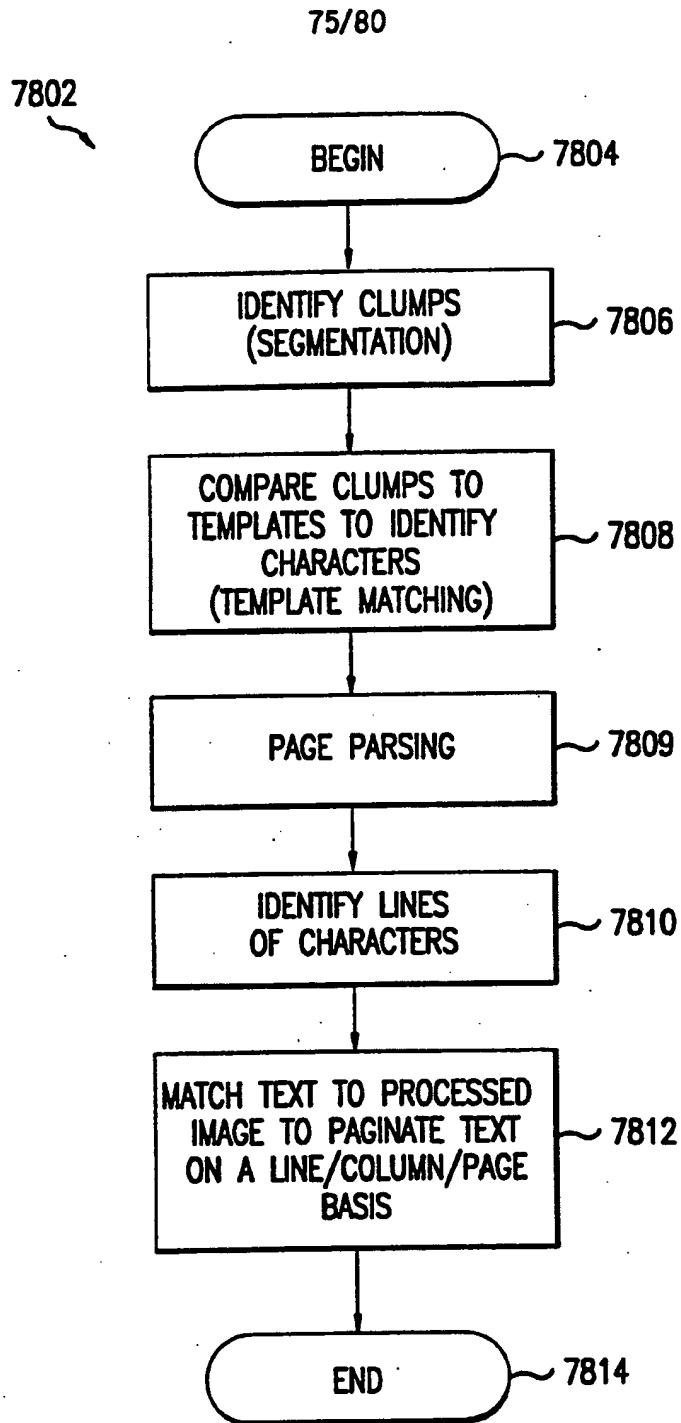 75/80
7802
BEGIN
7804
IDENTIFY CLUMPS
(SEGMENTATION)
7806
COMPARE CLUMPS TO
TEMPLATES TO IDENTIFY
CHARACTERS
(TEMPLATE MATCHING)
7808
PAGE PARSING
7809
IDENTIFY LINES
OF CHARACTERS
7810
MATCH TEXT TO PROCESSED
IMAGE TO PAGINATE TEXT
ON A LINE/COLUMN/PAGE
BASIS
7812
END
7814